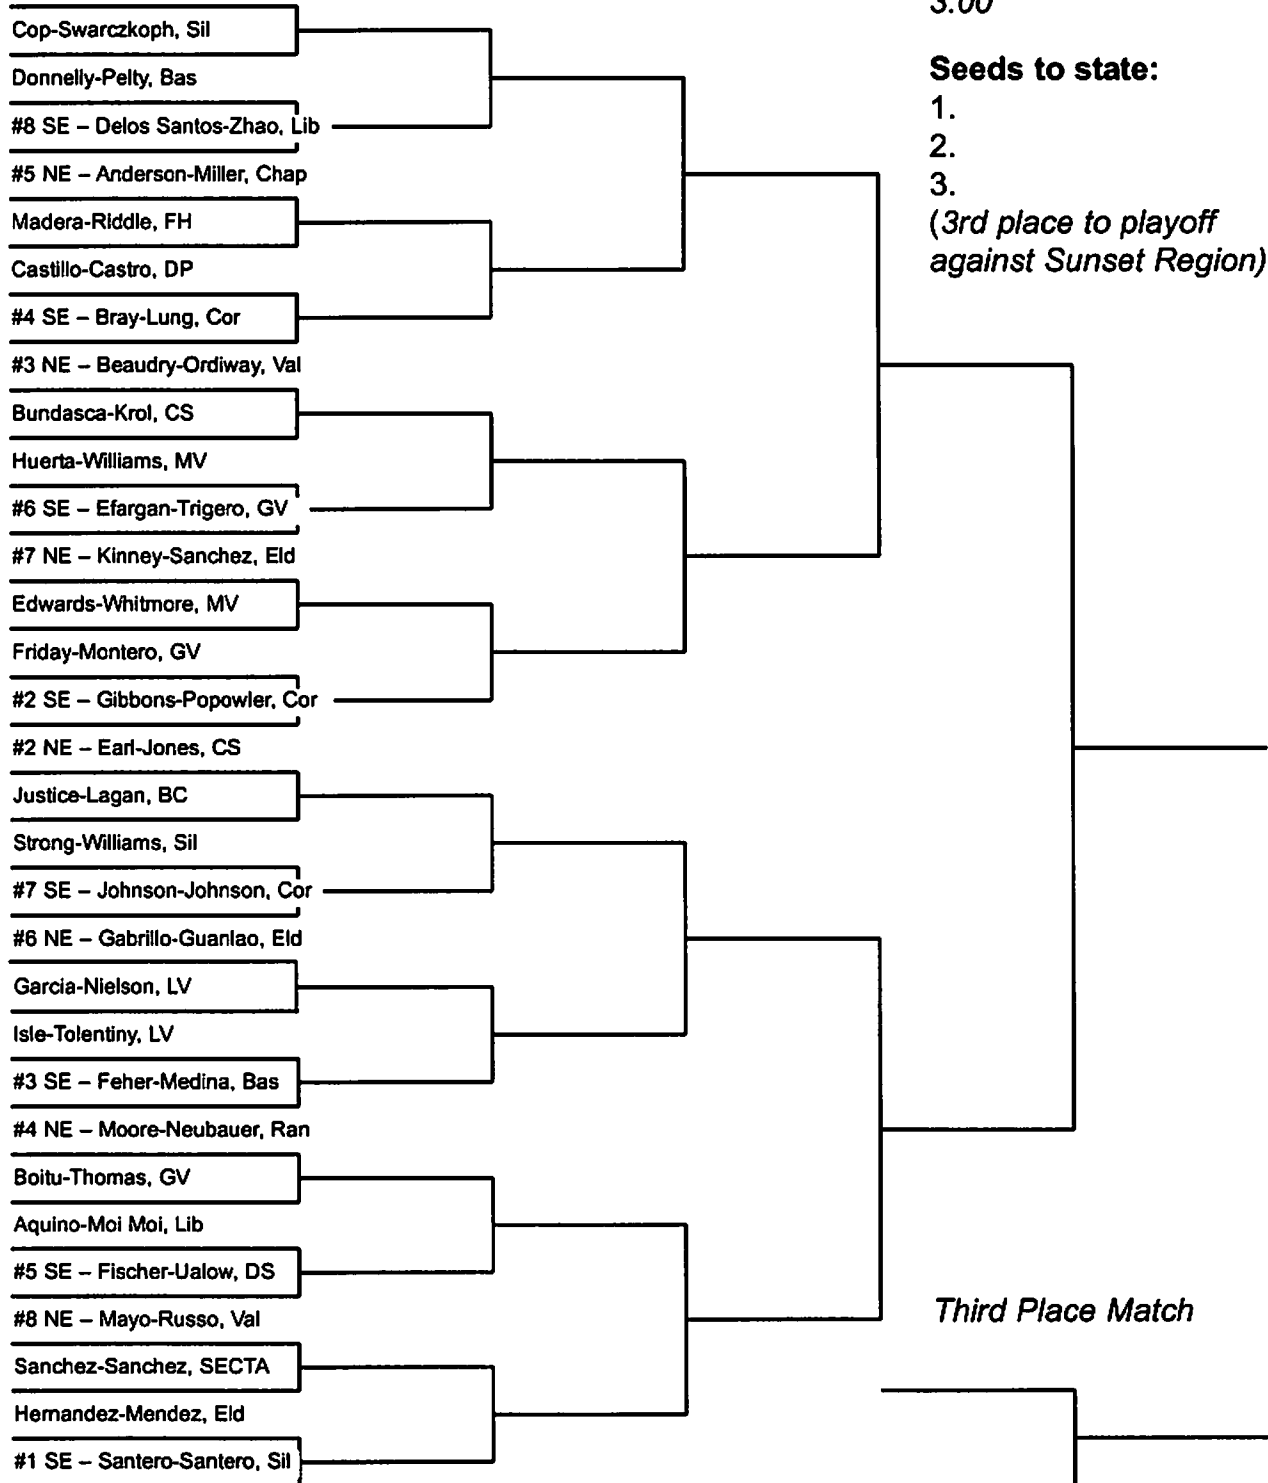 3:00
Seeds to state:
1.
2.
3.
(3rd place to playoff
against Sunset Region)
Cop-Swarczkoph, Sil
Donnelly-Pelty, Bas
#8 SE – Delos Santos-Zhao, Lib
#5 NE – Anderson-Miller, Chap
Madera-Riddle, FH
Castillo-Castro, DP
#4 SE – Bray-Lung, Cor
#3 NE – Beaudry-Ordiway, Val
Bundasca-Krol, CS
Huerta-Williams, MV
#6 SE – Efargan-Trigero, GV
#7 NE – Kinney-Sanchez, Eld
Edwards-Whitmore, MV
Friday-Montero, GV
#2 SE – Gibbons-Popowler, Cor
#2 NE – Earl-Jones, CS
Justice-Lagan, BC
Strong-Williams, Sil
#7 SE – Johnson-Johnson, Cor
#6 NE – Gabrillo-Guanlao, Eld
Garcia-Nielson, LV
Isle-Tolentiny, LV
#3 SE – Feher-Medina, Bas
#4 NE – Moore-Neubauer, Ran
Boitu-Thomas, GV
Aquino-Moi Moi, Lib
#5 SE – Fischer-Ualow, DS
#8 NE – Mayo-Russo, Val
Sanchez-Sanchez, SECTA
Hernandez-Mendez, Eld
#1 SE – Santero-Santero, Sil
Third Place Match